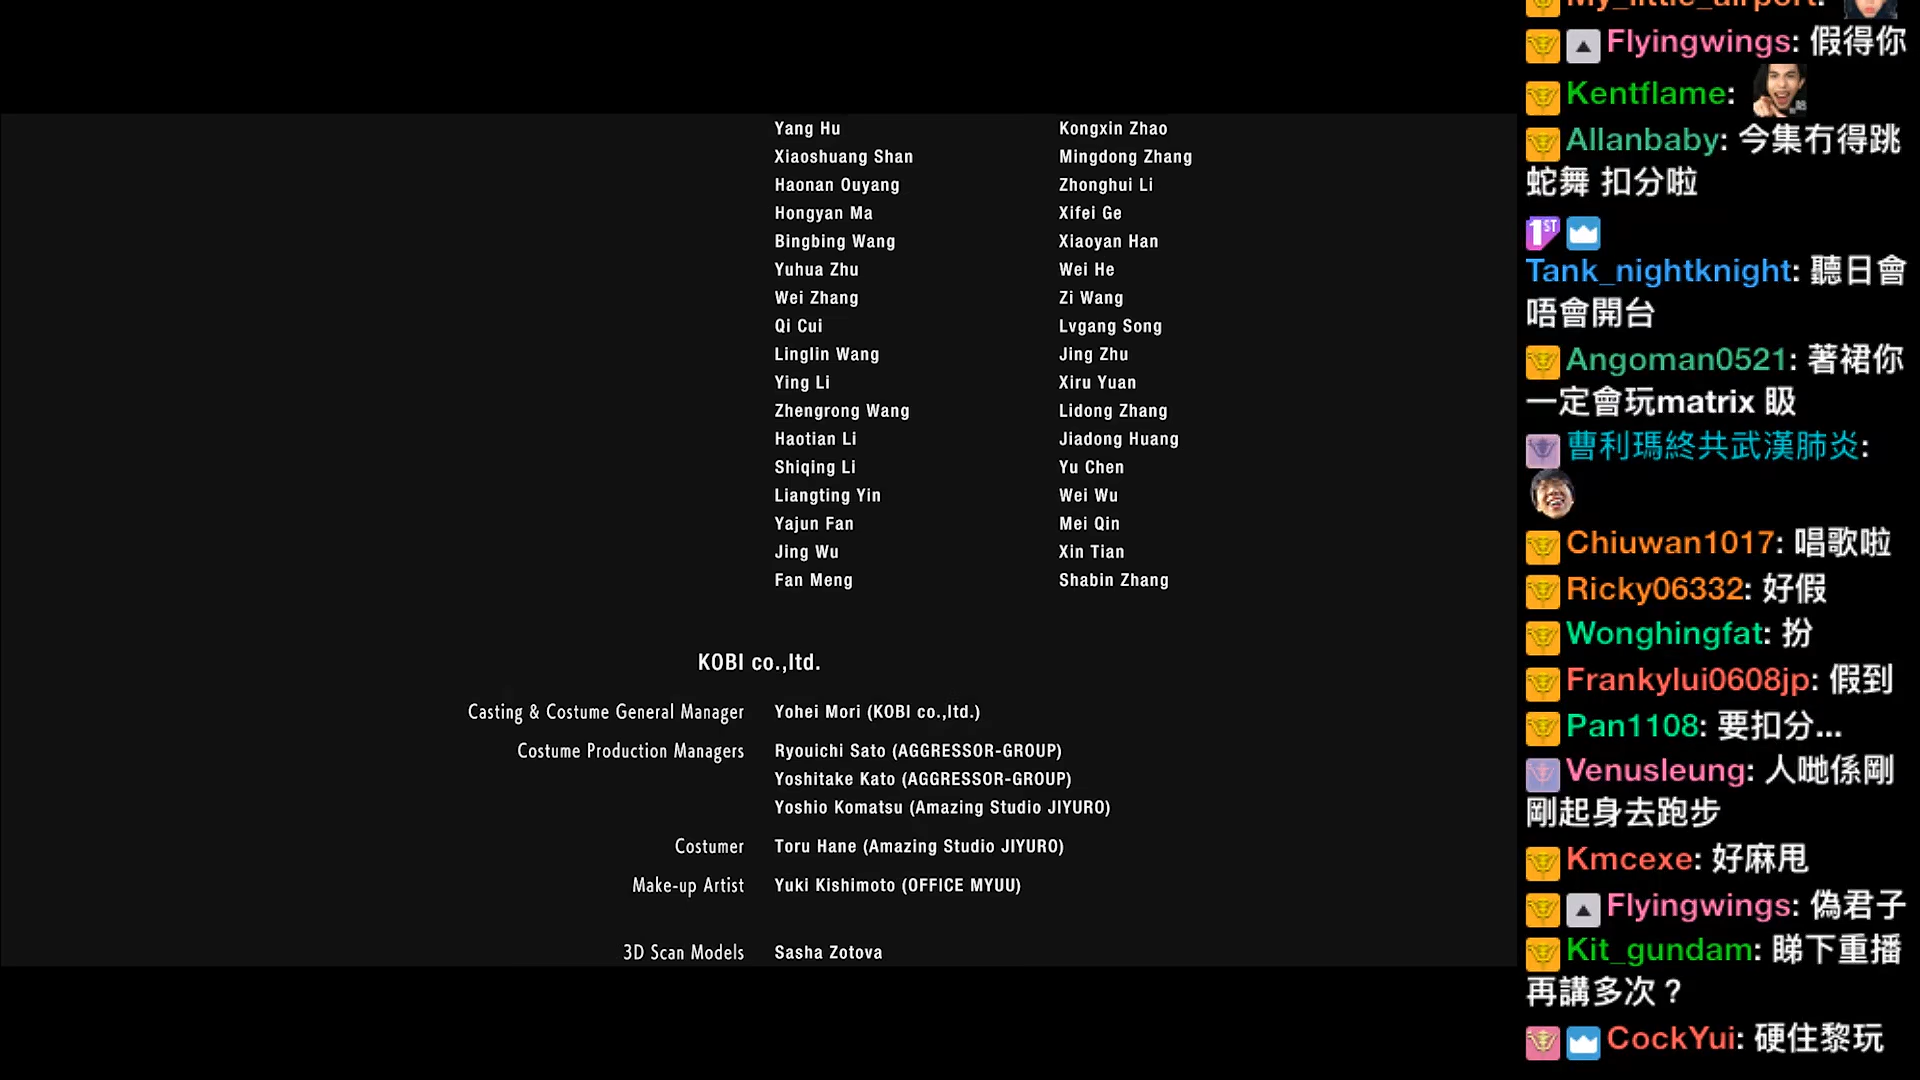 Yang Hu Kongxin Zhao
Xiaoshuang Shan Mingdong Zhang
Haonan Ouyang Zhonghui Li
Hongyan Ma Xifei Ge
Bingbing Wang Xiaoyan Han
Yuhua Zhu Wei He
Wei Zhang Zi Wang
Qi Cui Lvgang Song
Linglin Wang Jing Zhu
Ying Li Xiru Yuan
Zhengrong Wang Lidong Zhang
Haotian Li Jiadong Huang
Shiqing Li Yu Chen
Liangting Yin Wei Wu
Yajun Fan Mei Qin
Jing Wu Xin Tian
Fan Meng Shabin Zhang
KOBI co.,ltd.
Casting & Costume General Manager Yohei Mori (KOBI co.,ltd.)
Costume Production Managers Ryouichi Sato (AGGRESSOR-GROUP)
Yoshitake Kato (AGGRESSOR-GROUP)
Yoshio Komatsu (Amazing Studio JIYURO)
Costumer Toru Hane (Amazing Studio JIYURO)
Make-up Artist Yuki Kishimoto (OFFICE MYUU)
3D Scan Models Sasha Zotova
My_little_airport:
Flyingwings: 假得你
Kentflame:
Allanbaby: 今集冇得跳
蛇舞 扣分啦
1ST
Tank_nightknight: 聽日會
唔會開台
Angoman0521: 著裙你
一定會玩matrix 㗎
曹利瑪終共武漢肺炎:
Chiuwan1017: 唱歌啦
Ricky06332: 好假
Wonghingfat: 扮
Frankylui0608jp: 假到
Pan1108: 要扣分...
Venusleung: 人哋係剛
剛起身去跑步
Kmcexe: 好麻甩
Flyingwings: 偽君子
Kit_gundam: 睇下重播
再講多次？
CockYui: 硬住黎玩